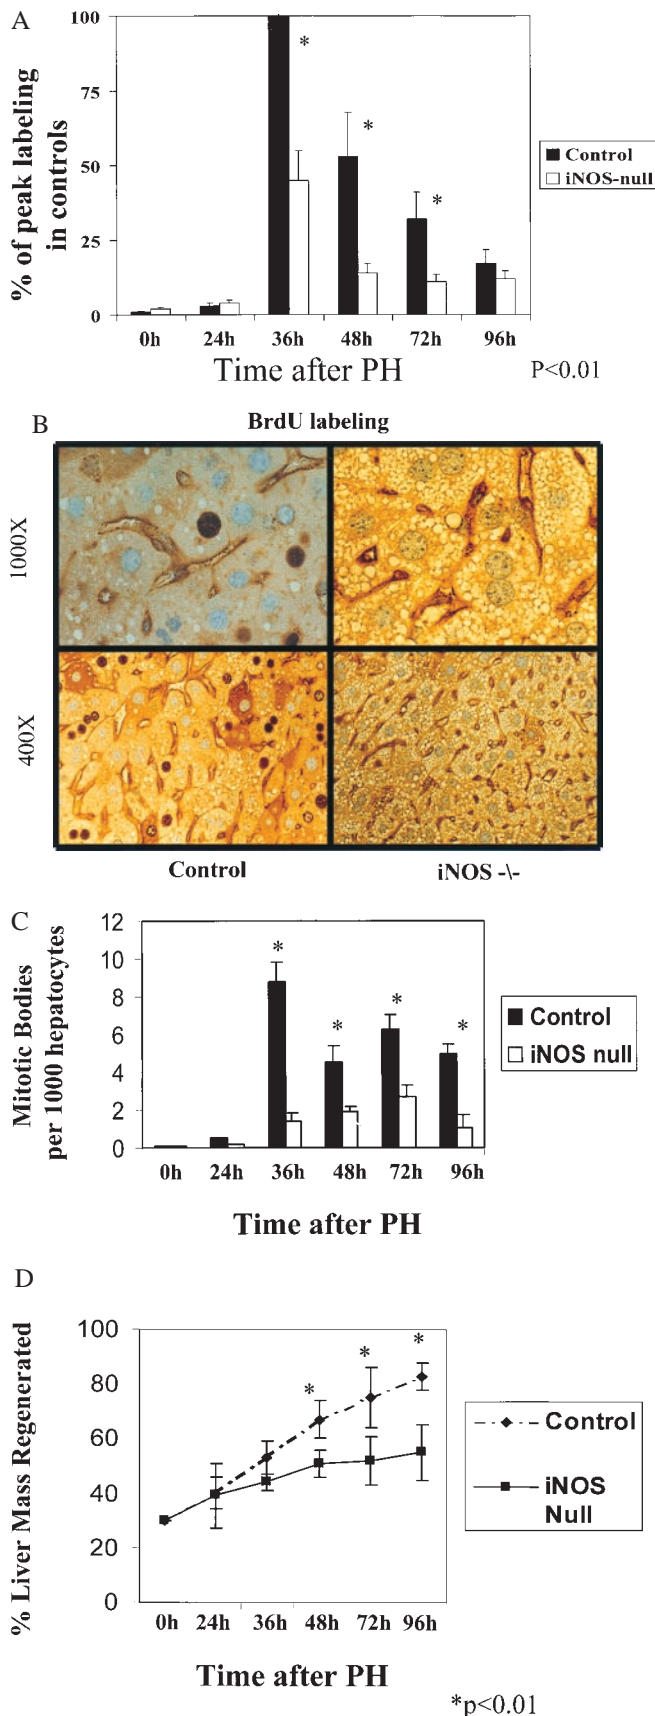 A
% of peak labeling
in controls
100
75
50
25
0
*
*
*
Control
iNOS-null
0h 24h 36h 48h 72h 96h
Time after PH
P<0.01
B
BrdU labeling
1000X
400X
Control iNOS -\-
C
Mitotic Bodies
per 1000 hepatocytes
12
10
8
6
4
2
0
*
*
*
*
Control
iNOS null
0h 24h 36h 48h 72h 96h
Time after PH
D
% Liver Mass Regenerated
100
80
60
40
20
0
*
*
*
Control
iNOS
Null
0h 24h 36h 48h 72h 96h
Time after PH
*p<0.01